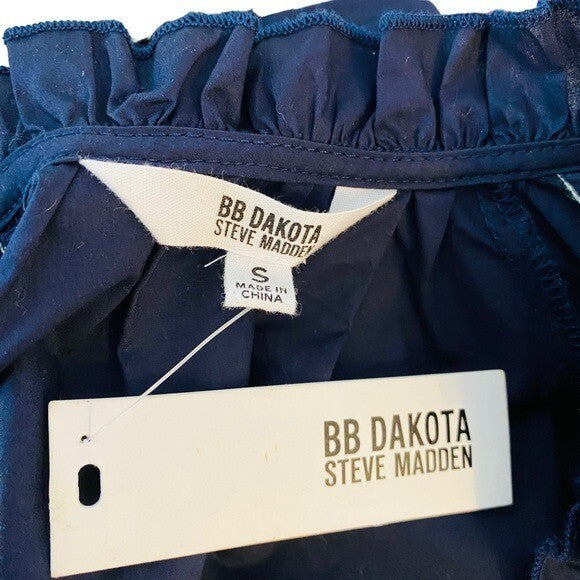 BB DAKOTA
STEVE MADDEN
S
MADE IN
CHINA
BB DAKOTA
STEVE MADDEN